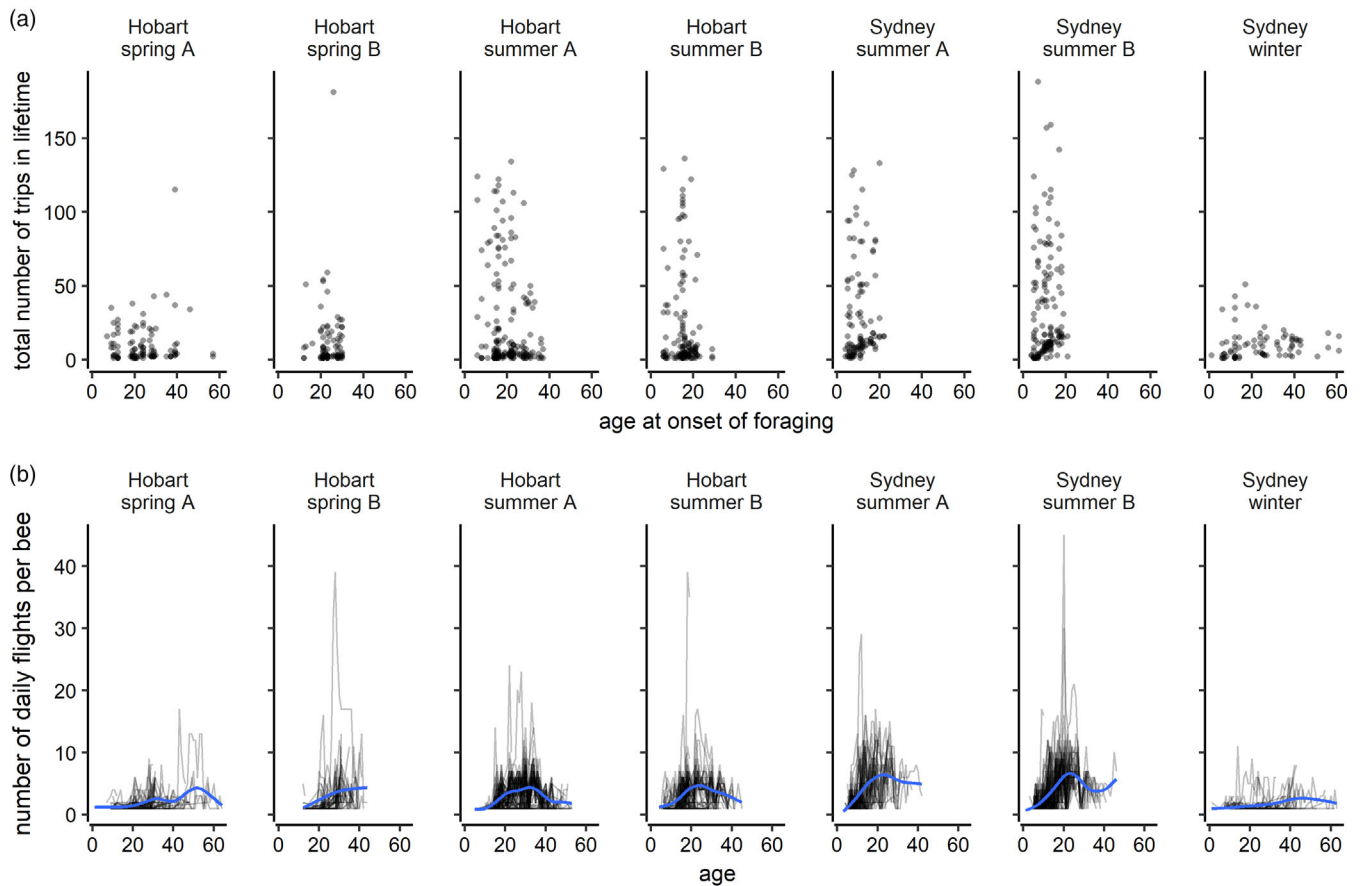 (a)
Hobart spring A
Hobart spring B
Hobart summer A
Hobart summer B
Sydney summer A
Sydney summer B
Sydney winter
total number of trips in lifetime
150
100
50
0
0 20 40 60
0 20 40 60
0 20 40 60
0 20 40 60
0 20 40 60
0 20 40 60
0 20 40 60
age at onset of foraging
(b)
Hobart spring A
Hobart spring B
Hobart summer A
Hobart summer B
Sydney summer A
Sydney summer B
Sydney winter
number of daily flights per bee
40
30
20
10
0
0 20 40 60
0 20 40 60
0 20 40 60
0 20 40 60
0 20 40 60
0 20 40 60
0 20 40 60
age